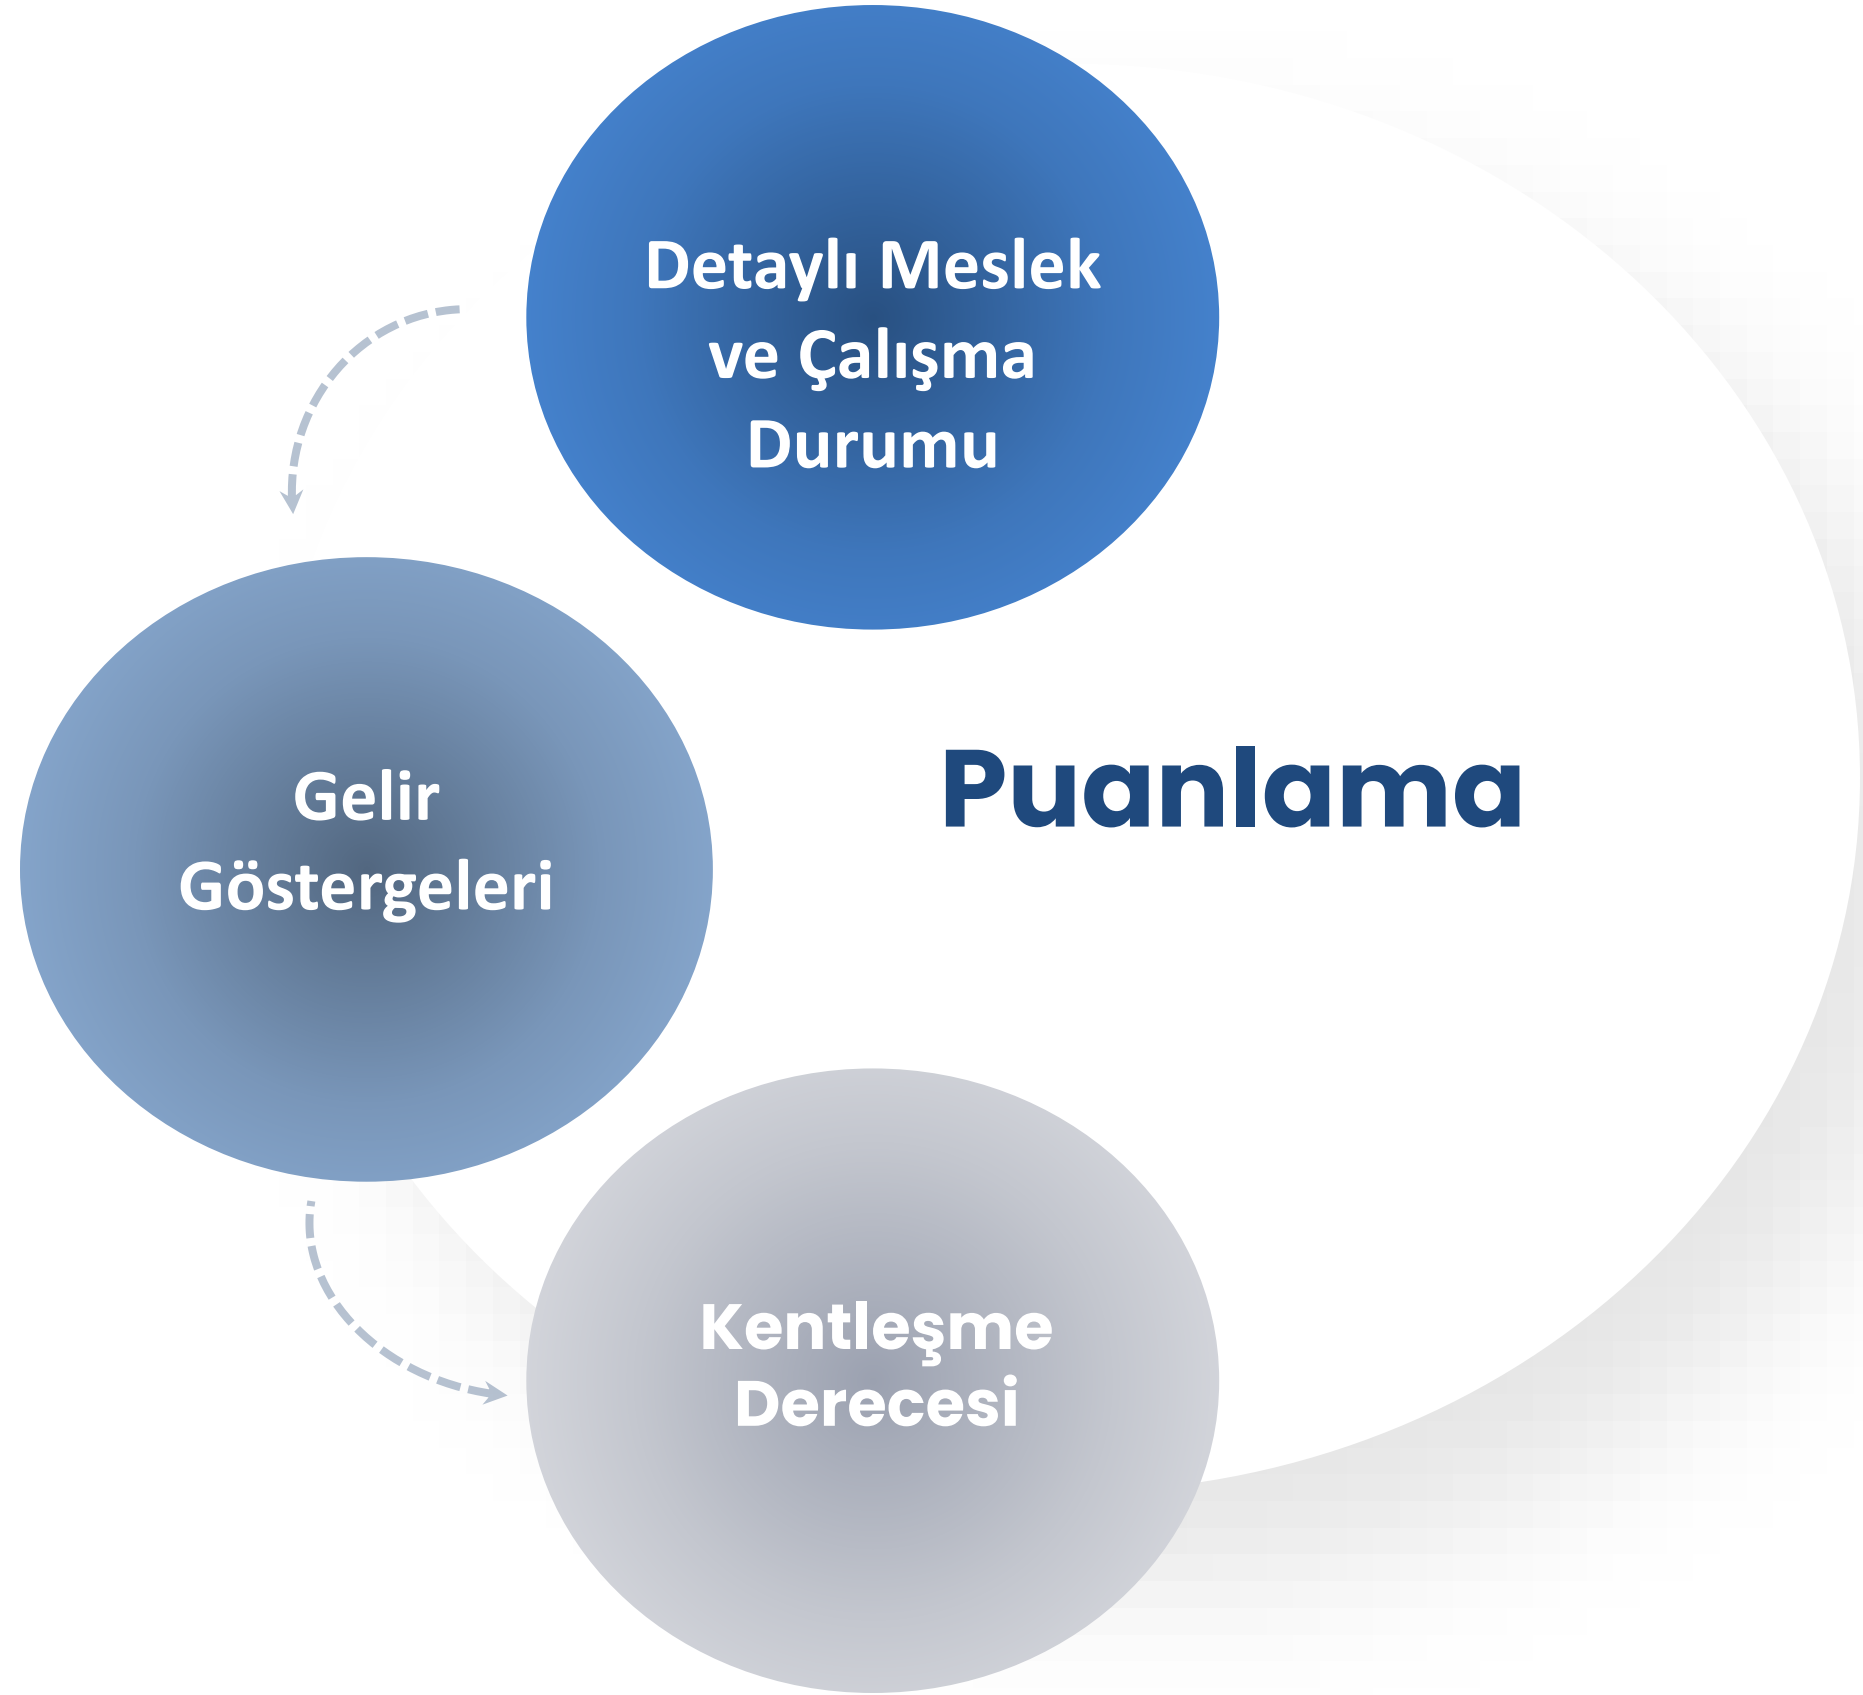 Detaylı Meslek
ve Çalışma
Durumu
Gelir
Göstergeleri
Puanlama
Kentleşme
Derecesi